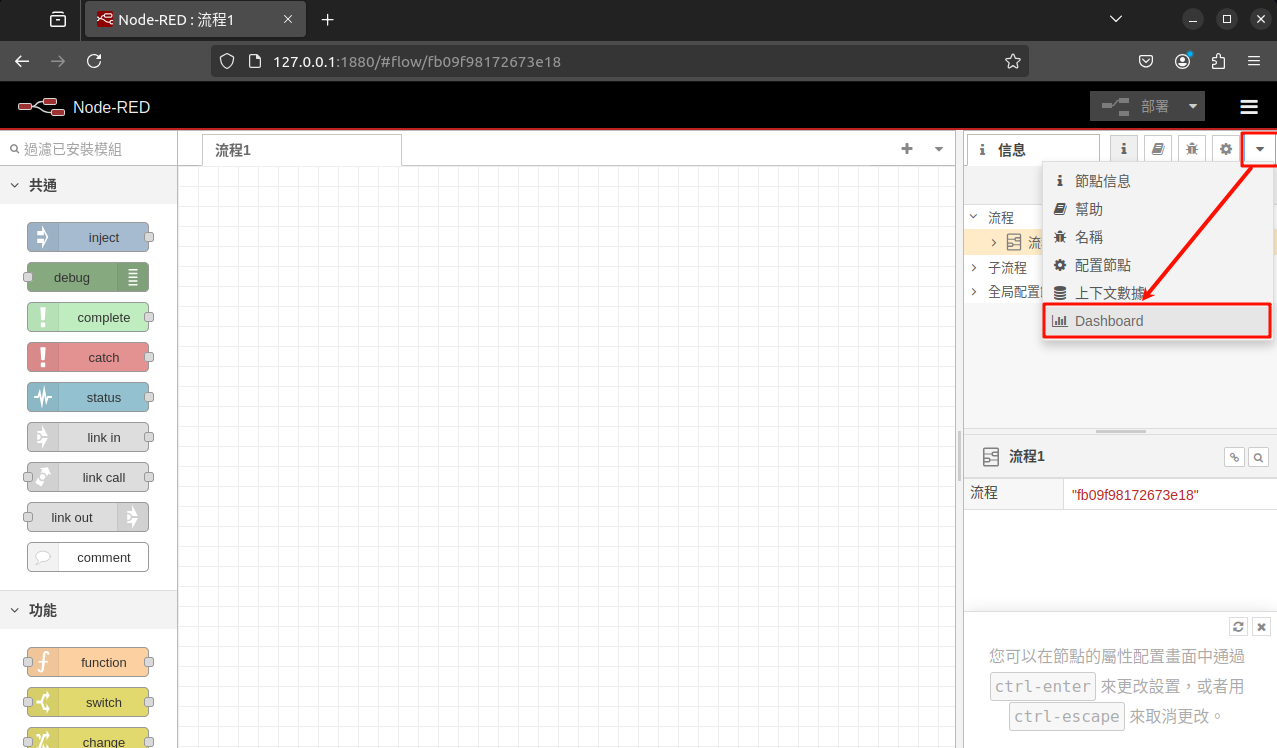 Node-RED : 流程1
127.0.0.1:1880/#flow/fb09f98172673e18
Node-RED
部署
過濾已安裝模組
流程1
信息
共通
inject
debug
complete
catch
status
link in
link call
link out
comment
功能
function
switch
change
節點信息
幫助
名稱
配置節點
上下文數據
Dashboard
流程
流
子流程
全局配置
流程1
流程
"fb09f98172673e18"
您可以在節點的屬性配置畫面中通過
ctrl-enter 來更改設置，或者用
ctrl-escape 來取消更改。